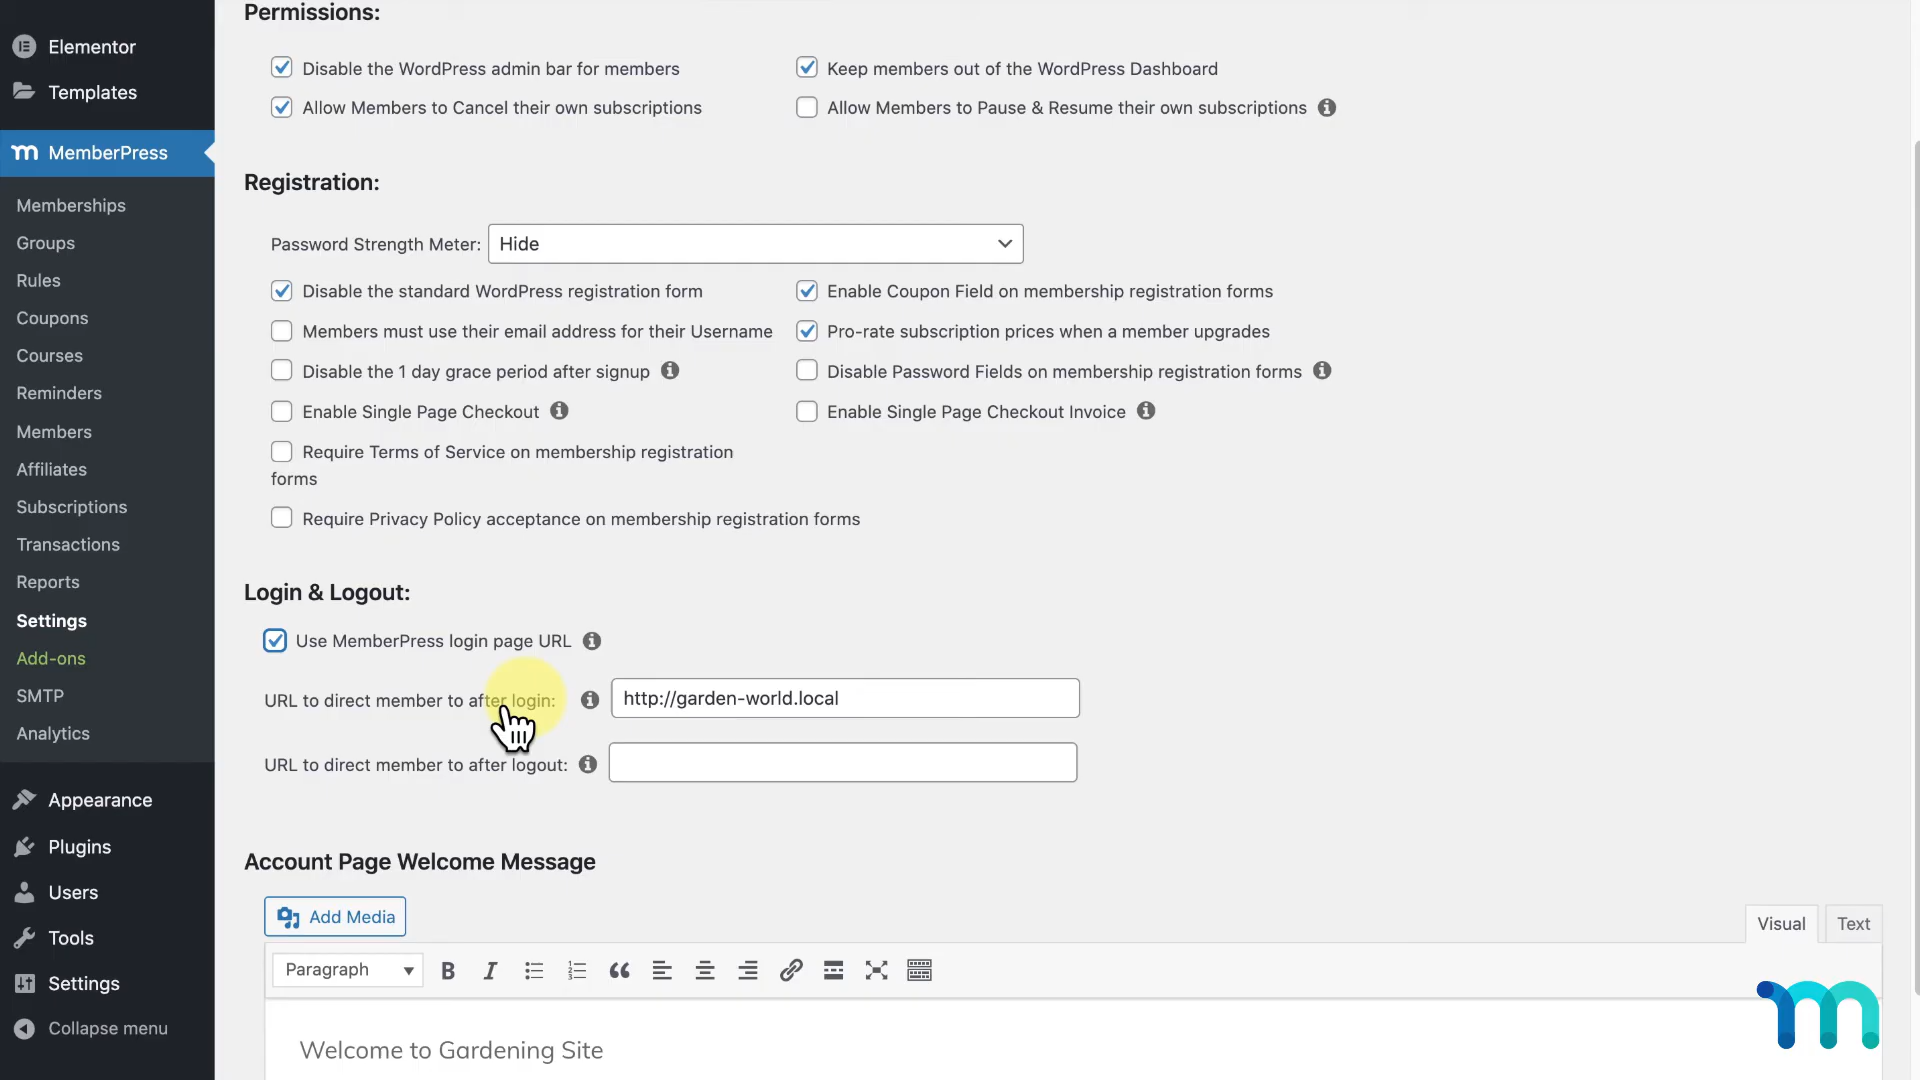 Elementor
Templates
MemberPress
Memberships
Groups
Rules
Coupons
Courses
Reminders
Members
Affiliates
Subscriptions
Transactions
Reports
Settings
Add-ons
SMTP
Analytics
Appearance
Plugins
Users
Tools
Settings
Collapse menu
Permissions:
Disable the WordPress admin bar for members
Keep members out of the WordPress Dashboard
Allow Members to Cancel their own subscriptions
Allow Members to Pause & Resume their own subscriptions
Registration:
Password Strength Meter: Hide
Disable the standard WordPress registration form
Enable Coupon Field on membership registration forms
Members must use their email address for their Username
Pro-rate subscription prices when a member upgrades
Disable the 1 day grace period after signup
Disable Password Fields on membership registration forms
Enable Single Page Checkout
Enable Single Page Checkout Invoice
Require Terms of Service on membership registration
forms
Require Privacy Policy acceptance on membership registration forms
Login & Logout:
Use MemberPress login page URL
URL to direct member to after login: http://garden-world.local
URL to direct member to after logout:
Account Page Welcome Message
Add Media
Visual Text
Paragraph
Welcome to Gardening Site